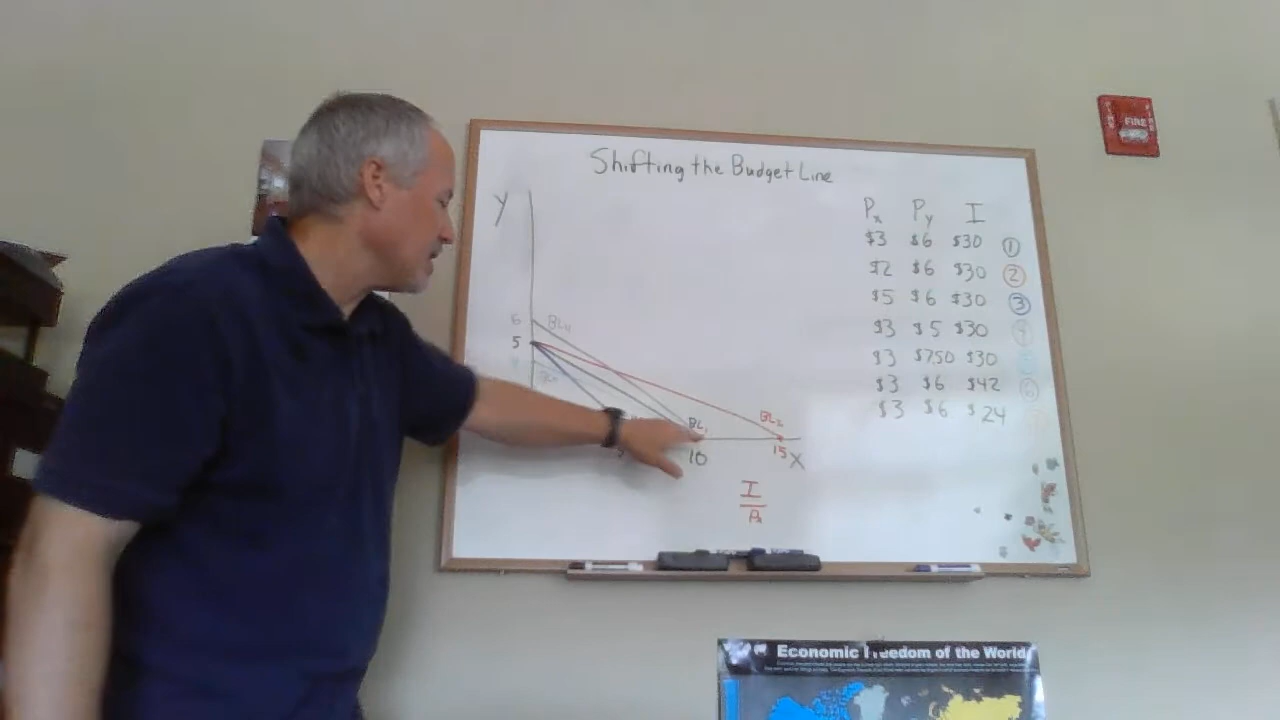 Shifting the Budget Line
Y
6 BL4
5
BL1
BL2
10
15 X
I
Px
Px Py I
$3 $6 $30 1
$2 $6 $30 2
$5 $6 $30 3
$3 $5 $30 4
$3 $750 $30
$3 $6 $42 6
$3 $6 $24
FIRE
Economic Freedom of the World